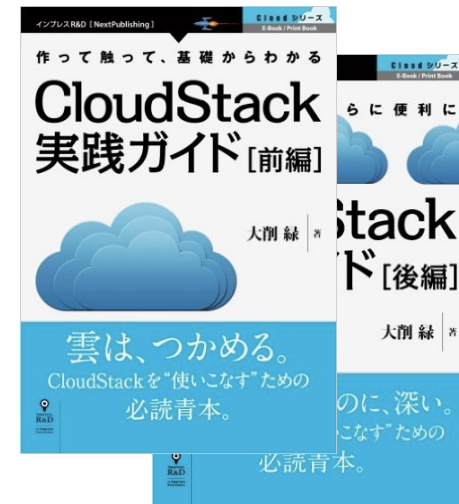 インプレスR&D [NextPublishing]
Cloud シリーズ
E-Book / Print Book
作って触って、基礎からわかる
CloudStack
実践ガイド[前編]
大削 緑 著
雲は、つかめる。
CloudStackを“使いこなす”ための
必読青本。
R&D
Cloud シリーズ
E-Book / Print Book
らに便利に
Stack
イド[後編]
大削 緑 著
のに、深い。
こなす”ための
必読青本。
R&D